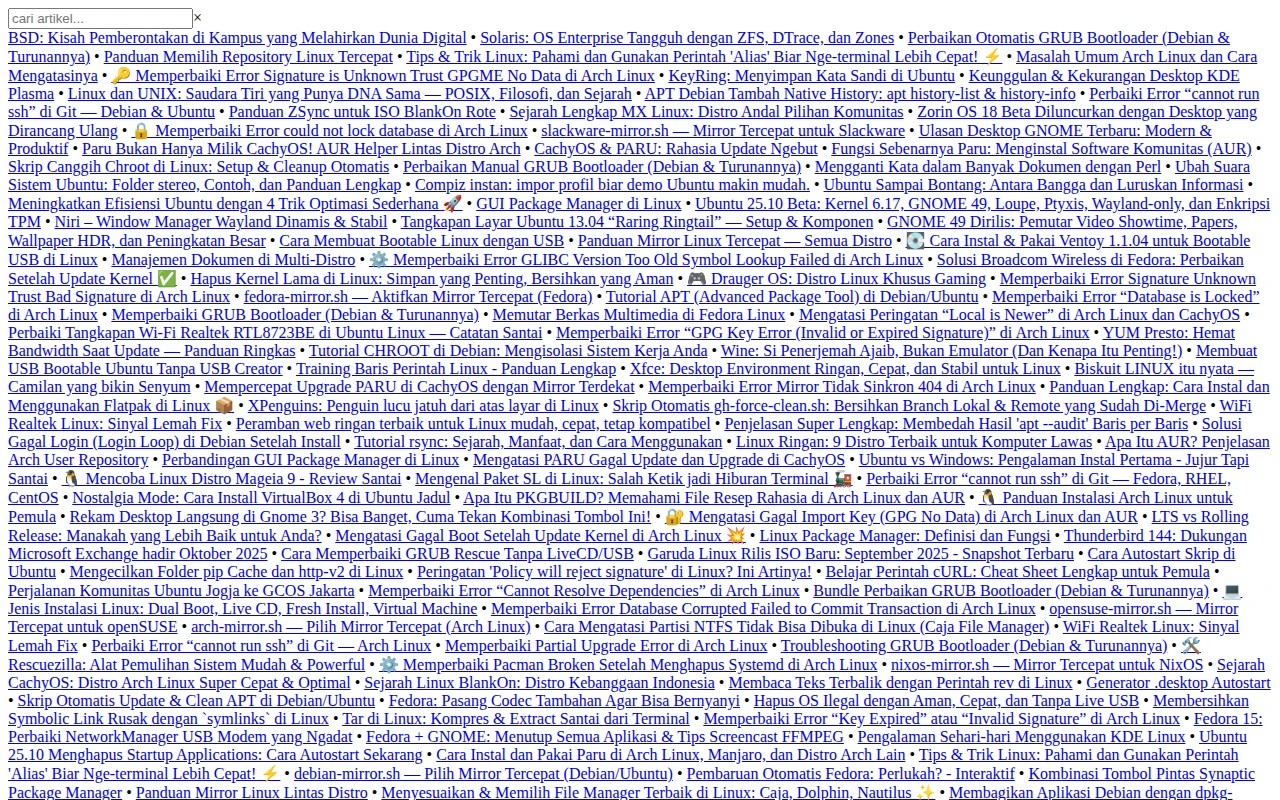 cari artikel...×
BSD: Kisah Pemberontakan di Kampus yang Melahirkan Dunia Digital • Solaris: OS Enterprise Tangguh dengan ZFS, DTrace, dan Zones • Perbaikan Otomatis GRUB Bootloader (Debian &
Turunannya) • Panduan Memilih Repository Linux Tercepat • Tips & Trik Linux: Pahami dan Gunakan Perintah 'Alias' Biar Nge-terminal Lebih Cepat! ⚡ • Masalah Umum Arch Linux dan Cara
Mengatasinya • 🔑 Memperbaiki Error Signature is Unknown Trust GPGME No Data di Arch Linux • KeyRing: Menyimpan Kata Sandi di Ubuntu • Keunggulan & Kekurangan Desktop KDE
Plasma • Linux dan UNIX: Saudara Tiri yang Punya DNA Sama — POSIX, Filosofi, dan Sejarah • APT Debian Tambah Native History: apt history-list & history-info • Perbaiki Error “cannot run
ssh” di Git — Debian & Ubuntu • Panduan ZSync untuk ISO BlankOn Rote • Sejarah Lengkap MX Linux: Distro Andal Pilihan Komunitas • Zorin OS 18 Beta Diluncurkan dengan Desktop yang
Dirancang Ulang • 🔒 Memperbaiki Error could not lock database di Arch Linux • slackware-mirror.sh — Mirror Tercepat untuk Slackware • Ulasan Desktop GNOME Terbaru: Modern &
Produktif • Paru Bukan Hanya Milik CachyOS! AUR Helper Lintas Distro Arch • CachyOS & PARU: Rahasia Update Ngebut • Fungsi Sebenarnya Paru: Menginstal Software Komunitas (AUR) •
Skrip Canggih Chroot di Linux: Setup & Cleanup Otomatis • Perbaikan Manual GRUB Bootloader (Debian & Turunannya) • Mengganti Kata dalam Banyak Dokumen dengan Perl • Ubah Suara
Sistem Ubuntu: Folder stereo, Contoh, dan Panduan Lengkap • Compiz instan: impor profil biar demo Ubuntu makin mudah. • Ubuntu Sampai Bontang: Antara Bangga dan Luruskan Informasi •
Meningkatkan Efisiensi Ubuntu dengan 4 Trik Optimasi Sederhana 🚀 • GUI Package Manager di Linux • Ubuntu 25.10 Beta: Kernel 6.17, GNOME 49, Loupe, Ptyxis, Wayland-only, dan Enkripsi
TPM • Niri – Window Manager Wayland Dinamis & Stabil • Tangkapan Layar Ubuntu 13.04 “Raring Ringtail” — Setup & Komponen • GNOME 49 Dirilis: Pemutar Video Showtime, Papers,
Wallpaper HDR, dan Peningkatan Besar • Cara Membuat Bootable Linux dengan USB • Panduan Mirror Linux Tercepat — Semua Distro • 💽 Cara Instal & Pakai Ventoy 1.1.04 untuk Bootable
USB di Linux • Manajemen Dokumen di Multi-Distro • ⚙️ Memperbaiki Error GLIBC Version Too Old Symbol Lookup Failed di Arch Linux • Solusi Broadcom Wireless di Fedora: Perbaikan
Setelah Update Kernel ✅ • Hapus Kernel Lama di Linux: Simpan yang Penting, Bersihkan yang Aman • 🎮 Drauger OS: Distro Linux Khusus Gaming • Memperbaiki Error Signature Unknown
Trust Bad Signature di Arch Linux • fedora-mirror.sh — Aktifkan Mirror Tercepat (Fedora) • Tutorial APT (Advanced Package Tool) di Debian/Ubuntu • Memperbaiki Error “Database is Locked”
di Arch Linux • Memperbaiki GRUB Bootloader (Debian & Turunannya) • Memutar Berkas Multimedia di Fedora Linux • Mengatasi Peringatan “Local is Newer” di Arch Linux dan CachyOS •
Perbaiki Tangkapan Wi-Fi Realtek RTL8723BE di Ubuntu Linux — Catatan Santai • Memperbaiki Error “GPG Key Error (Invalid or Expired Signature)” di Arch Linux • YUM Presto: Hemat
Bandwidth Saat Update — Panduan Ringkas • Tutorial CHROOT di Debian: Mengisolasi Sistem Kerja Anda • Wine: Si Penerjemah Ajaib, Bukan Emulator (Dan Kenapa Itu Penting!) • Membuat
USB Bootable Ubuntu Tanpa USB Creator • Training Baris Perintah Linux - Panduan Lengkap • Xfce: Desktop Environment Ringan, Cepat, dan Stabil untuk Linux • Biskuit LINUX itu nyata —
Camilan yang bikin Senyum • Mempercepat Upgrade PARU di CachyOS dengan Mirror Terdekat • Memperbaiki Error Mirror Tidak Sinkron 404 di Arch Linux • Panduan Lengkap: Cara Instal dan
Menggunakan Flatpak di Linux 📦 • XPenguins: Penguin lucu jatuh dari atas layar di Linux • Skrip Otomatis gh-force-clean.sh: Bersihkan Branch Lokal & Remote yang Sudah Di-Merge • WiFi
Realtek Linux: Sinyal Lemah Fix • Peramban web ringan terbaik untuk Linux mudah, cepat, tetap kompatibel • Penjelasan Super Lengkap: Membedah Hasil 'apt --audit' Baris per Baris • Solusi
Gagal Login (Login Loop) di Debian Setelah Install • Tutorial rsync: Sejarah, Manfaat, dan Cara Menggunakan • Linux Ringan: 9 Distro Terbaik untuk Komputer Lawas • Apa Itu AUR? Penjelasan
Arch User Repository • Perbandingan GUI Package Manager di Linux • Mengatasi PARU Gagal Update dan Upgrade di CachyOS • Ubuntu vs Windows: Pengalaman Instal Pertama - Jujur Tapi
Santai • 🐧 Mencoba Linux Distro Mageia 9 - Review Santai • Mengenal Paket SL di Linux: Salah Ketik jadi Hiburan Terminal 🚂 • Perbaiki Error “cannot run ssh” di Git — Fedora, RHEL,
CentOS • Nostalgia Mode: Cara Install VirtualBox 4 di Ubuntu Jadul • Apa Itu PKGBUILD? Memahami File Resep Rahasia di Arch Linux dan AUR • 🐧 Panduan Instalasi Arch Linux untuk
Pemula • Rekam Desktop Langsung di Gnome 3? Bisa Banget, Cuma Tekan Kombinasi Tombol Ini! • 🔐 Mengatasi Gagal Import Key (GPG No Data) di Arch Linux dan AUR • LTS vs Rolling
Release: Manakah yang Lebih Baik untuk Anda? • Mengatasi Gagal Boot Setelah Update Kernel di Arch Linux 💥 • Linux Package Manager: Definisi dan Fungsi • Thunderbird 144: Dukungan
Microsoft Exchange hadir Oktober 2025 • Cara Memperbaiki GRUB Rescue Tanpa LiveCD/USB • Garuda Linux Rilis ISO Baru: September 2025 - Snapshot Terbaru • Cara Autostart Skrip di
Ubuntu • Mengecilkan Folder pip Cache dan http-v2 di Linux • Peringatan 'Policy will reject signature' di Linux? Ini Artinya! • Belajar Perintah cURL: Cheat Sheet Lengkap untuk Pemula •
Perjalanan Komunitas Ubuntu Jogja ke GCOS Jakarta • Memperbaiki Error “Cannot Resolve Dependencies” di Arch Linux • Bundle Perbaikan GRUB Bootloader (Debian & Turunannya) • 💻
Jenis Instalasi Linux: Dual Boot, Live CD, Fresh Install, Virtual Machine • Memperbaiki Error Database Corrupted Failed to Commit Transaction di Arch Linux • opensuse-mirror.sh — Mirror
Tercepat untuk openSUSE • arch-mirror.sh — Pilih Mirror Tercepat (Arch Linux) • Cara Mengatasi Partisi NTFS Tidak Bisa Dibuka di Linux (Caja File Manager) • WiFi Realtek Linux: Sinyal
Lemah Fix • Perbaiki Error “cannot run ssh” di Git — Arch Linux • Memperbaiki Partial Upgrade Error di Arch Linux • Troubleshooting GRUB Bootloader (Debian & Turunannya) • 🛠️
Rescuezilla: Alat Pemulihan Sistem Mudah & Powerful • ⚙️ Memperbaiki Pacman Broken Setelah Menghapus Systemd di Arch Linux • nixos-mirror.sh — Mirror Tercepat untuk NixOS • Sejarah
CachyOS: Distro Arch Linux Super Cepat & Optimal • Sejarah Linux BlankOn: Distro Kebanggaan Indonesia • Membaca Teks Terbalik dengan Perintah rev di Linux • Generator .desktop Autostart
• Skrip Otomatis Update & Clean APT di Debian/Ubuntu • Fedora: Pasang Codec Tambahan Agar Bisa Bernyanyi • Hapus OS Ilegal dengan Aman, Cepat, dan Tanpa Live USB • Membersihkan
Symbolic Link Rusak dengan `symlinks` di Linux • Tar di Linux: Kompres & Extract Santai dari Terminal • Memperbaiki Error “Key Expired” atau “Invalid Signature” di Arch Linux • Fedora 15:
Perbaiki NetworkManager USB Modem yang Ngadat • Fedora + GNOME: Menutup Semua Aplikasi & Tips Screencast FFMPEG • Pengalaman Sehari-hari Menggunakan KDE Linux • Ubuntu
25.10 Menghapus Startup Applications: Cara Autostart Sekarang • Cara Instal dan Pakai Paru di Arch Linux, Manjaro, dan Distro Arch Lain • Tips & Trik Linux: Pahami dan Gunakan Perintah
'Alias' Biar Nge-terminal Lebih Cepat! ⚡ • debian-mirror.sh — Pilih Mirror Tercepat (Debian/Ubuntu) • Pembaruan Otomatis Fedora: Perlukah? - Interaktif • Kombinasi Tombol Pintas Synaptic
Package Manager • Panduan Mirror Linux Lintas Distro • Menyesuaikan & Memilih File Manager Terbaik di Linux: Caja, Dolphin, Nautilus ✨ • Membagikan Aplikasi Debian dengan dpkg-